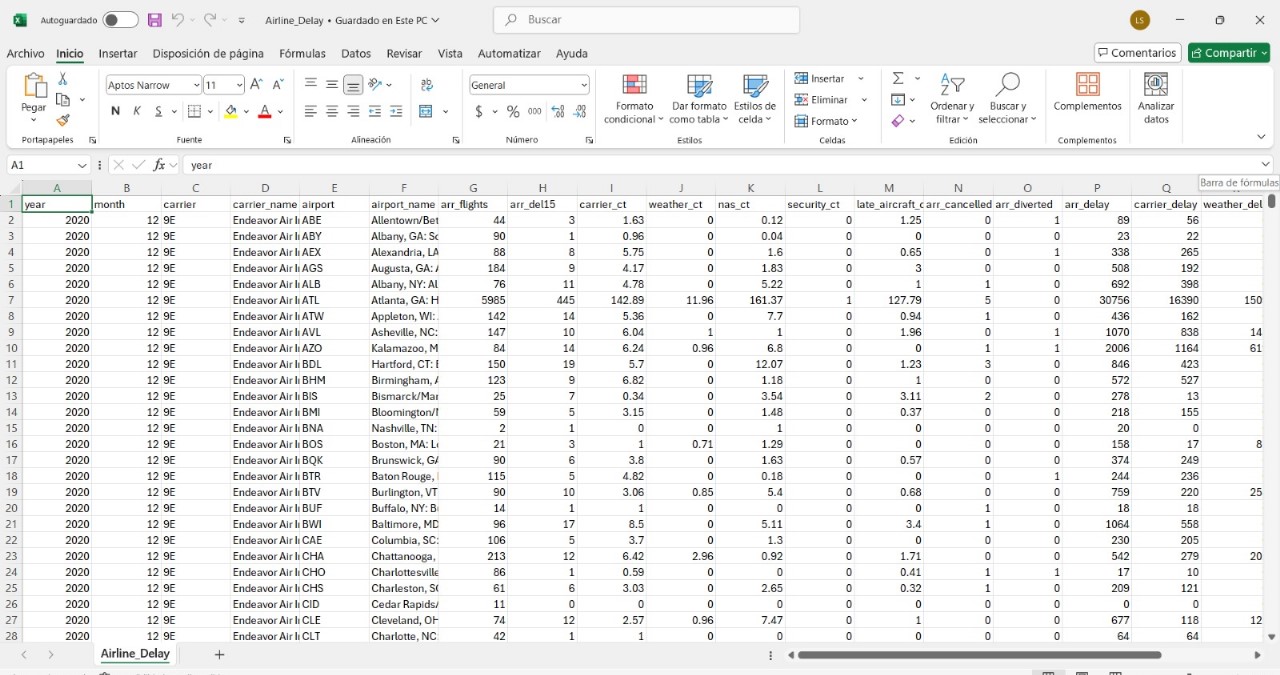 Autoguardado Airline_Delay • Guardado en Este PC Buscar LS
Archivo Inicio Insertar Disposición de página Fórmulas Datos Revisar Vista Automatizar Ayuda Comentarios Compartir
Pegar Aptos Narrow 11 General Formato condicional Dar formato como tabla Estilos de celda Insertar Eliminar Formato Ordenar y filtrar Buscar y seleccionar Complementos Analizar datos
N K S $ % 000
Portapapeles Fuente Alineación Número Estilos Celdas Edición Complementos
A1 fx year
Barra de fórmulas
A B C D E F G H I J K L M N O P Q
1 year month carrier carrier_name airport airport_name arr_flights arr_del15 carrier_ct weather_ct nas_ct security_ct late_aircraft_c arr_cancelled arr_diverted arr_delay carrier_delay weather_del
2 2020 12 9E Endeavor Air I ABE Allentown/Bet 44 3 1.63 0 0.12 0 1.25 0 1 89 56
3 2020 12 9E Endeavor Air I ABY Albany, GA: So 90 1 0.96 0 0.04 0 0 0 0 23 22
4 2020 12 9E Endeavor Air I AEX Alexandria, LA 88 8 5.75 0 1.6 0 0.65 0 1 338 265
5 2020 12 9E Endeavor Air I AGS Augusta, GA: A 184 9 4.17 0 1.83 0 3 0 0 508 192
6 2020 12 9E Endeavor Air I ALB Albany, NY: Al 76 11 4.78 0 5.22 0 1 1 0 692 398
7 2020 12 9E Endeavor Air I ATL Atlanta, GA: H 5985 445 142.89 11.96 161.37 1 127.79 5 0 30756 16390 150
8 2020 12 9E Endeavor Air I ATW Appleton, WI: 142 14 5.36 0 7.7 0 0.94 1 0 436 162
9 2020 12 9E Endeavor Air I AVL Asheville, NC: 147 10 6.04 1 1 0 1.96 0 1 1070 838 14
10 2020 12 9E Endeavor Air I AZO Kalamazoo, M 84 14 6.24 0.96 6.8 0 0 1 1 2006 1164 61
11 2020 12 9E Endeavor Air I BDL Hartford, CT: B 150 19 5.7 0 12.07 0 1.23 3 0 846 423
12 2020 12 9E Endeavor Air I BHM Birmingham, A 123 9 6.82 0 1.18 0 1 1 0 572 527
13 2020 12 9E Endeavor Air I BIS Bismarck/Man 25 7 0.34 0 3.54 0 3.11 2 0 278 13
14 2020 12 9E Endeavor Air I BMI Bloomington/N 59 5 3.15 0 1.48 0 0.37 0 0 218 155
15 2020 12 9E Endeavor Air I BNA Nashville, TN: 2 1 0 0 1 0 0 0 0 20 0
16 2020 12 9E Endeavor Air I BOS Boston, MA: Lo 21 3 1 0.71 1.29 0 0 0 0 158 17 8
17 2020 12 9E Endeavor Air I BQK Brunswick, GA 90 6 3.8 0 1.63 0 0.57 0 0 374 249
18 2020 12 9E Endeavor Air I BTR Baton Rouge, 115 5 4.82 0 0.18 0 0 0 1 244 236
19 2020 12 9E Endeavor Air I BTV Burlington, VT 90 10 3.06 0.85 5.4 0 0.68 0 0 759 220 25
20 2020 12 9E Endeavor Air I BUF Buffalo, NY: Bu 14 1 1 0 0 0 0 1 0 18 18
21 2020 12 9E Endeavor Air I BWI Baltimore, MD 96 17 8.5 0 5.11 0 3.4 1 0 1064 558
22 2020 12 9E Endeavor Air I CAE Columbia, SC: 106 5 3.7 0 1.3 0 0 0 0 230 205
23 2020 12 9E Endeavor Air I CHA Chattanooga, 213 12 6.42 2.96 0.92 0 1.71 0 0 542 279 20
24 2020 12 9E Endeavor Air I CHO Charlottesville 86 1 0.59 0 0 0 0.41 1 1 17 10
25 2020 12 9E Endeavor Air I CHS Charleston, SC 61 6 3.03 0 2.65 0 0.32 1 0 209 121
26 2020 12 9E Endeavor Air I CID Cedar Rapids/ 11 0 0 0 0 0 0 0 0 0 0
27 2020 12 9E Endeavor Air I CLE Cleveland, OH 74 12 2.57 0.96 7.47 0 1 0 0 677 118 12
28 2020 12 9E Endeavor Air I CLT Charlotte, NC 42 1 1 0 0 0 0 0 0 64 64
Airline_Delay